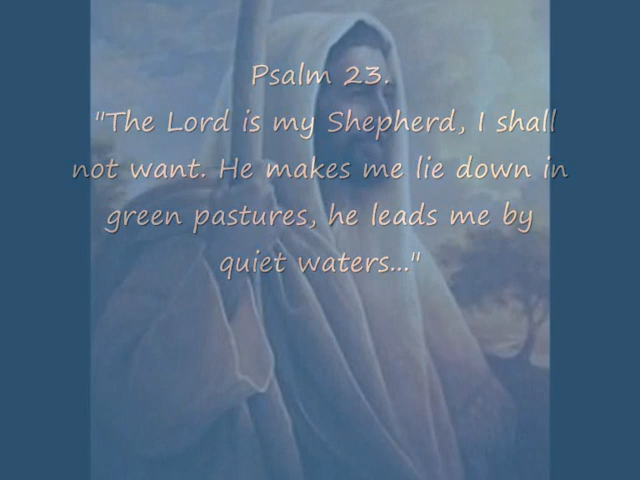 Psalm 23.
"The Lord is my Shepherd, I shall
not want. He makes me lie down in
green pastures, he leads me by
quiet waters..."